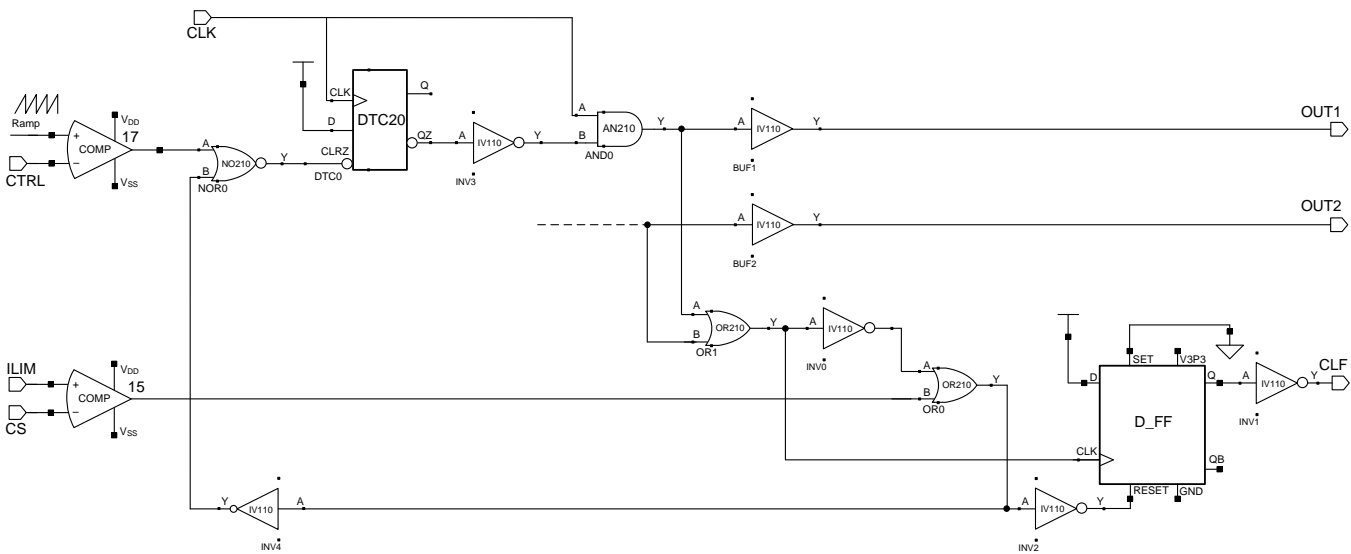 CLK
Ramp
+
−
COMP
VDD
17
VSS
CTRL
A
B
NO210
NOR0
Y
CLK
D
CLRZ
DTC20
DTC0
Q
QZ
A
IV110
Y
INV3
A
B
AN210
AND0
Y
A
IV110
Y
BUF1
OUT1
A
IV110
Y
BUF2
OUT2
A
B
OR210
OR1
Y
A
IV110
INV0
A
B
OR210
OR0
Y
ILIM
+
−
COMP
VDD
15
VSS
CS
SET
V3P3
D
Q
D_FF
CLK
QB
RESET
GND
A
IV110
Y
INV1
CLF
Y
IV110
A
INV4
A
IV110
Y
INV2